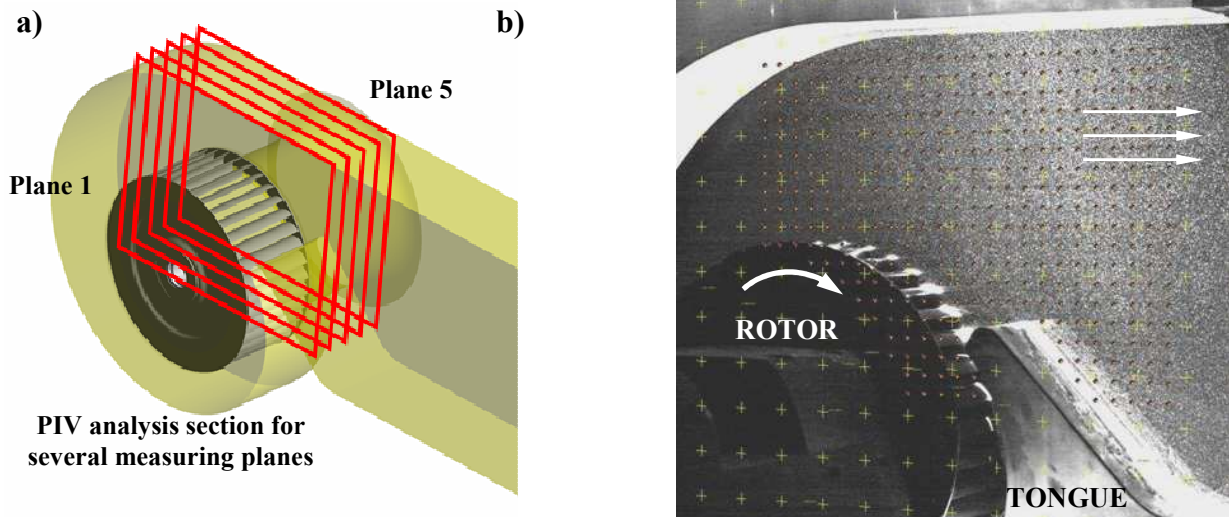 a)
Plane 5
Plane 1
PIV analysis section for
several measuring planes
b)
ROTOR
TONGUE